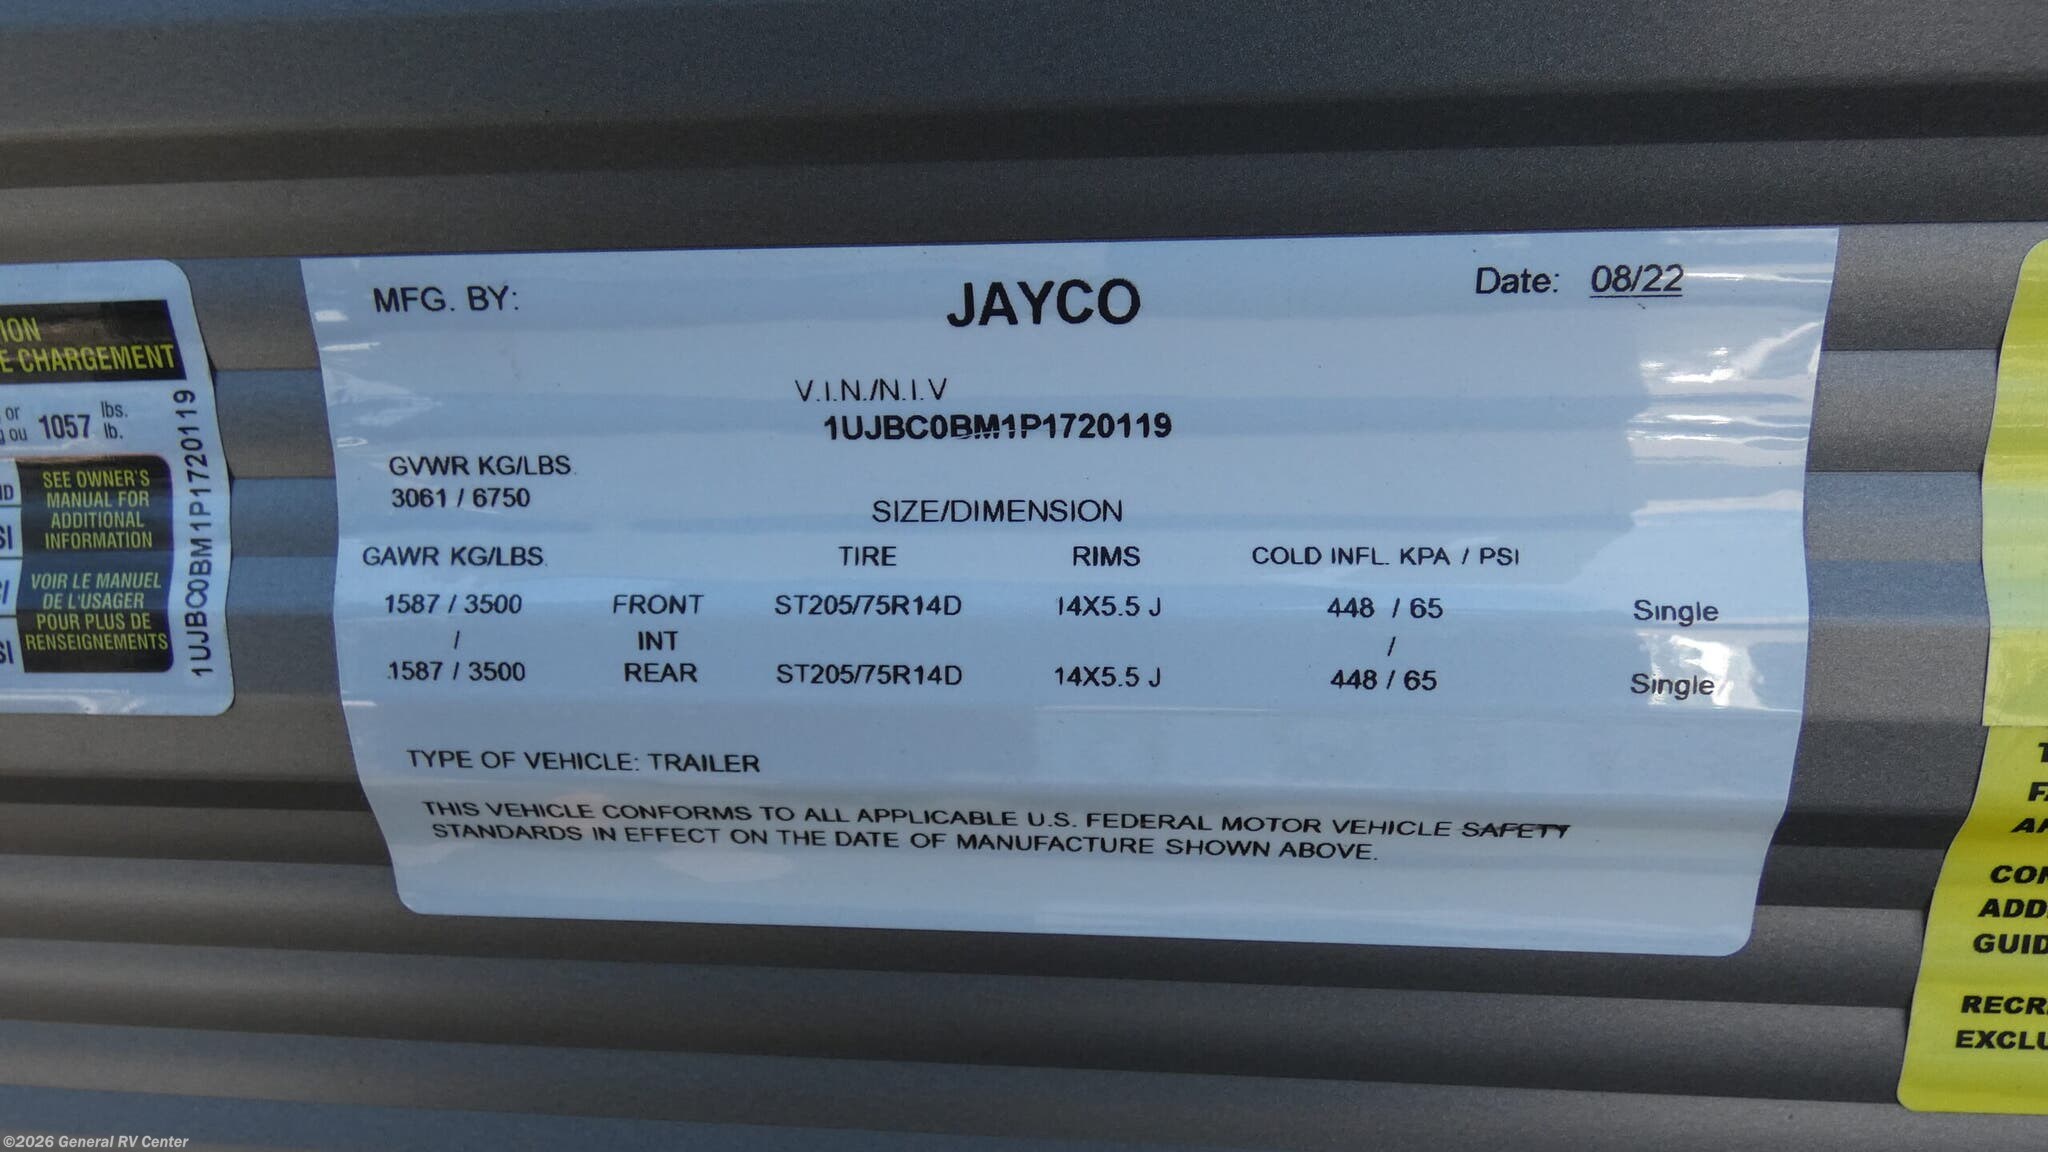 ION
E CHARGEMENT
or 1057 lbs.
ou lb.
SEE OWNER'S
MANUAL FOR
ADDITIONAL
INFORMATION
VOIR LE MANUEL
DE L'USAGER
POUR PLUS DE
RENSEIGNEMENTS
1UJBC0BM1P1720119
MFG. BY: JAYCO Date: 08/22
V.I.N./N.I.V
1UJBC0BM1P1720119
GVWR KG/LBS.
3061 / 6750
SIZE/DIMENSION
GAWR KG/LBS. TIRE RIMS COLD INFL. KPA / PSI
1587 / 3500 FRONT ST205/75R14D 14X5.5 J 448 / 65 Single
/ INT /
1587 / 3500 REAR ST205/75R14D 14X5.5 J 448 / 65 Single
TYPE OF VEHICLE: TRAILER
THIS VEHICLE CONFORMS TO ALL APPLICABLE U.S. FEDERAL MOTOR VEHICLE SAFETY
STANDARDS IN EFFECT ON THE DATE OF MANUFACTURE SHOWN ABOVE.
CON
ADD
GUID
RECR
EXCLU
©2026 General RV Center